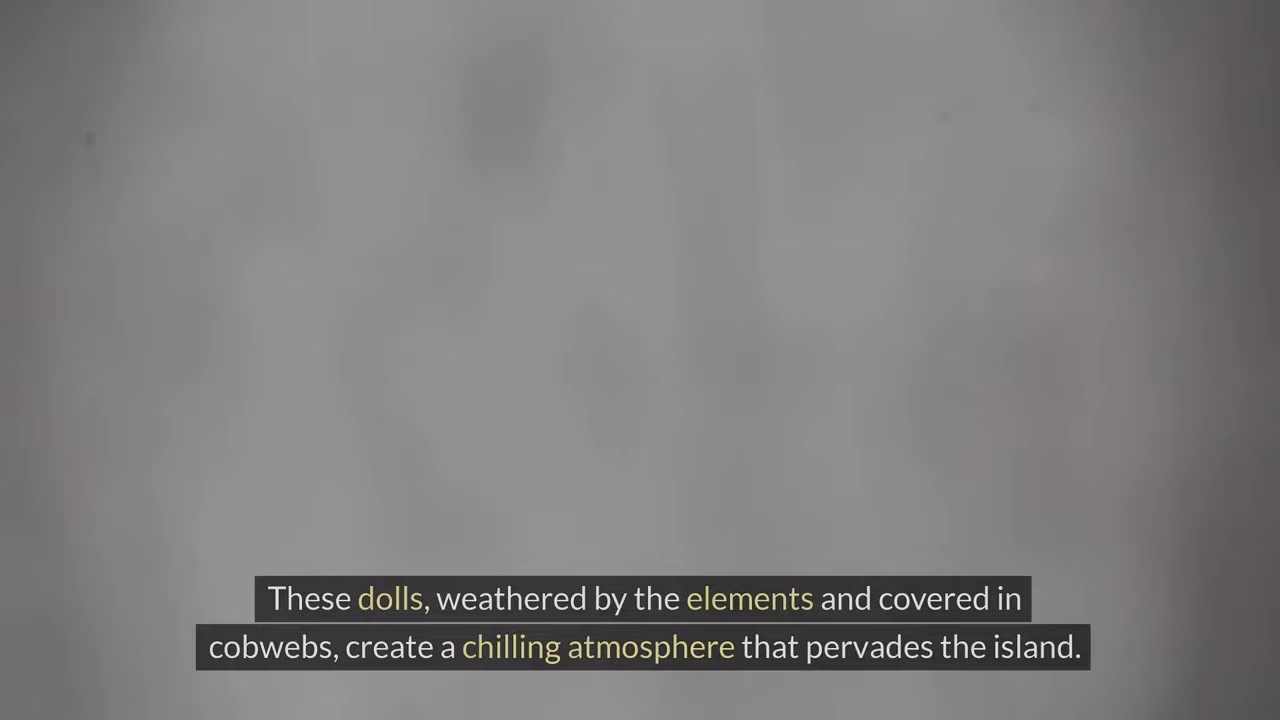 These dolls, weathered by the elements and covered in
cobwebs, create a chilling atmosphere that pervades the island.